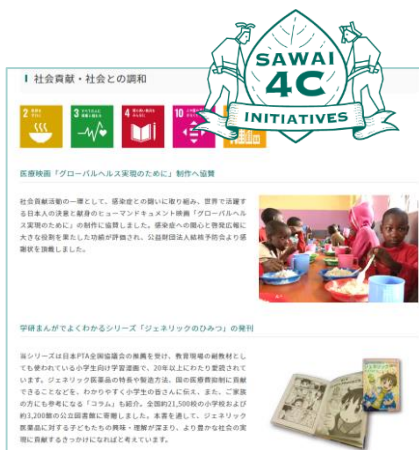 SAWAI
4C
INITIATIVES
社会貢献・社会との調和
2
3
4
10
医療映画「グローバルヘルス実現のために」制作へ協賛
社会貢献活動の一環として、感染症との闘いに取り組み、世界で活躍す
る日本人の決意と献身のヒューマンドキュメント映画「グローバルヘル
ス実現のために」の制作に協賛しました。感染症への関心と啓発広報に
大きな役割を果たした功績が評価され、公益財団法人結核予防会より感
謝状を頂戴しました。
学研まんがでよくわかるシリーズ「ジェネリックのひみつ」の発刊
当シリーズは日本PTA全国協議会の推薦を受け、教育現場の副教材とし
ても使われている小学生向け学習漫画で、20年以上にわたり愛読されて
います。ジェネリック医薬品の特長や製造方法、国の医療費抑制に貢献
できることなどを、わかりやすく小学生の皆さんに伝え、また、ご家族
の方にも参考になる「コラム」も紹介。全国約21,500校の小学校および
約3,200館の公立図書館に寄贈しました。本書を通して、ジェネリック
医薬品に対する子どもたちの興味・理解が深まり、より豊かな社会の実
現に貢献するきっかけになればと考えています。